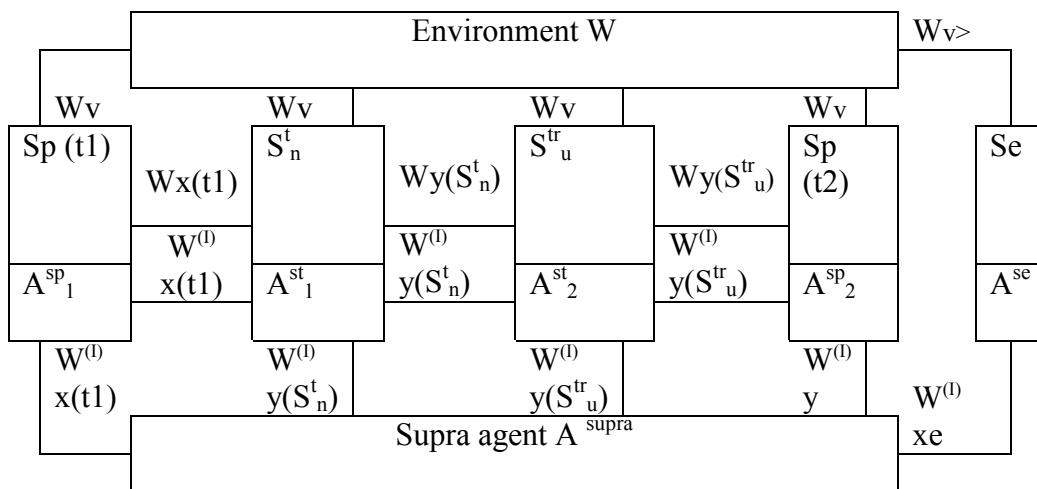 Environment W
Wv>
Wv
Wv
Wv
Wv
Sp (t1)
S^t_n
S^tr_u
Sp
(t2)
Se
Wx(t1)
Wy(S^t_n)
Wy(S^tr_u)
W^(I)
x(t1)
W^(I)
y(S^t_n)
W^(I)
y(S^tr_u)
A^sp_1
A^st_1
A^st_2
A^sp_2
A^se
W^(I)
x(t1)
W^(I)
y(S^t_n)
W^(I)
y(S^tr_u)
W^(I)
y
W^(I)
xe
Supra agent A^supra